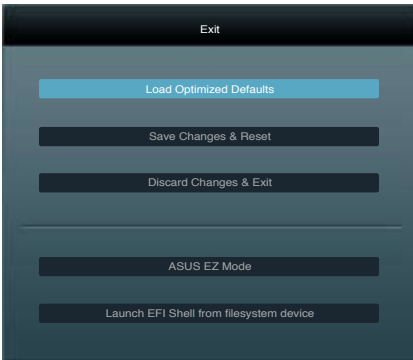 Exit
Load Optimized Defaults
Save Changes & Reset
Discard Changes & Exit
ASUS EZ Mode
Launch EFI Shell from filesystem device